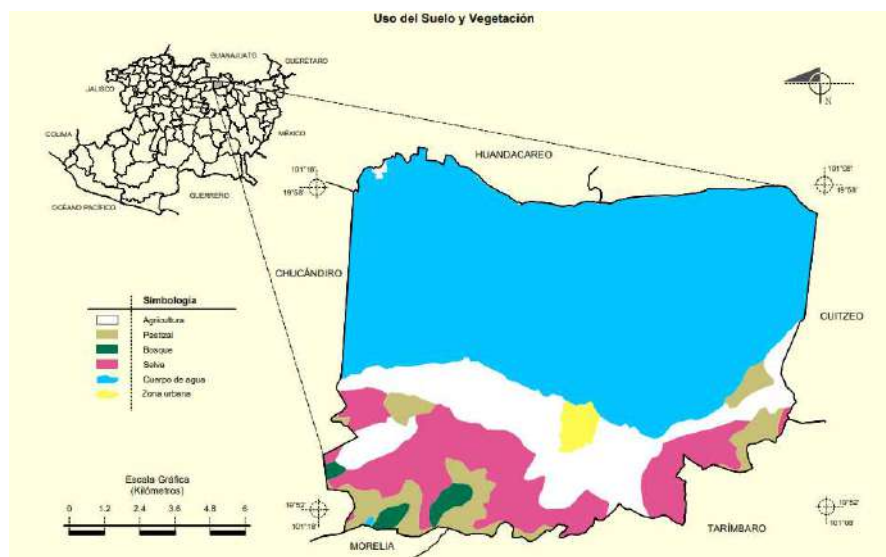 Uso del Suelo y Vegetación
GUANAJUATO
QUERÉTARO
JALISCO
MÉXICO
COLIMA
GUERRERO
OCÉANO PACÍFICO
N
HUANDACAREO
101°18'
19°58'
101°08'
19°58'
CHUCÁNDIRO
CUITZEO
Simbología
Agricultura
Pastizal
Bosque
Selva
Cuerpo de agua
Zona urbana
Escala Gráfica
(Kilómetros)
0 1.2 2.4 3.6 4.8 6
19°52'
101°18'
19°52'
101°08'
MORELIA
TARÍMBARO